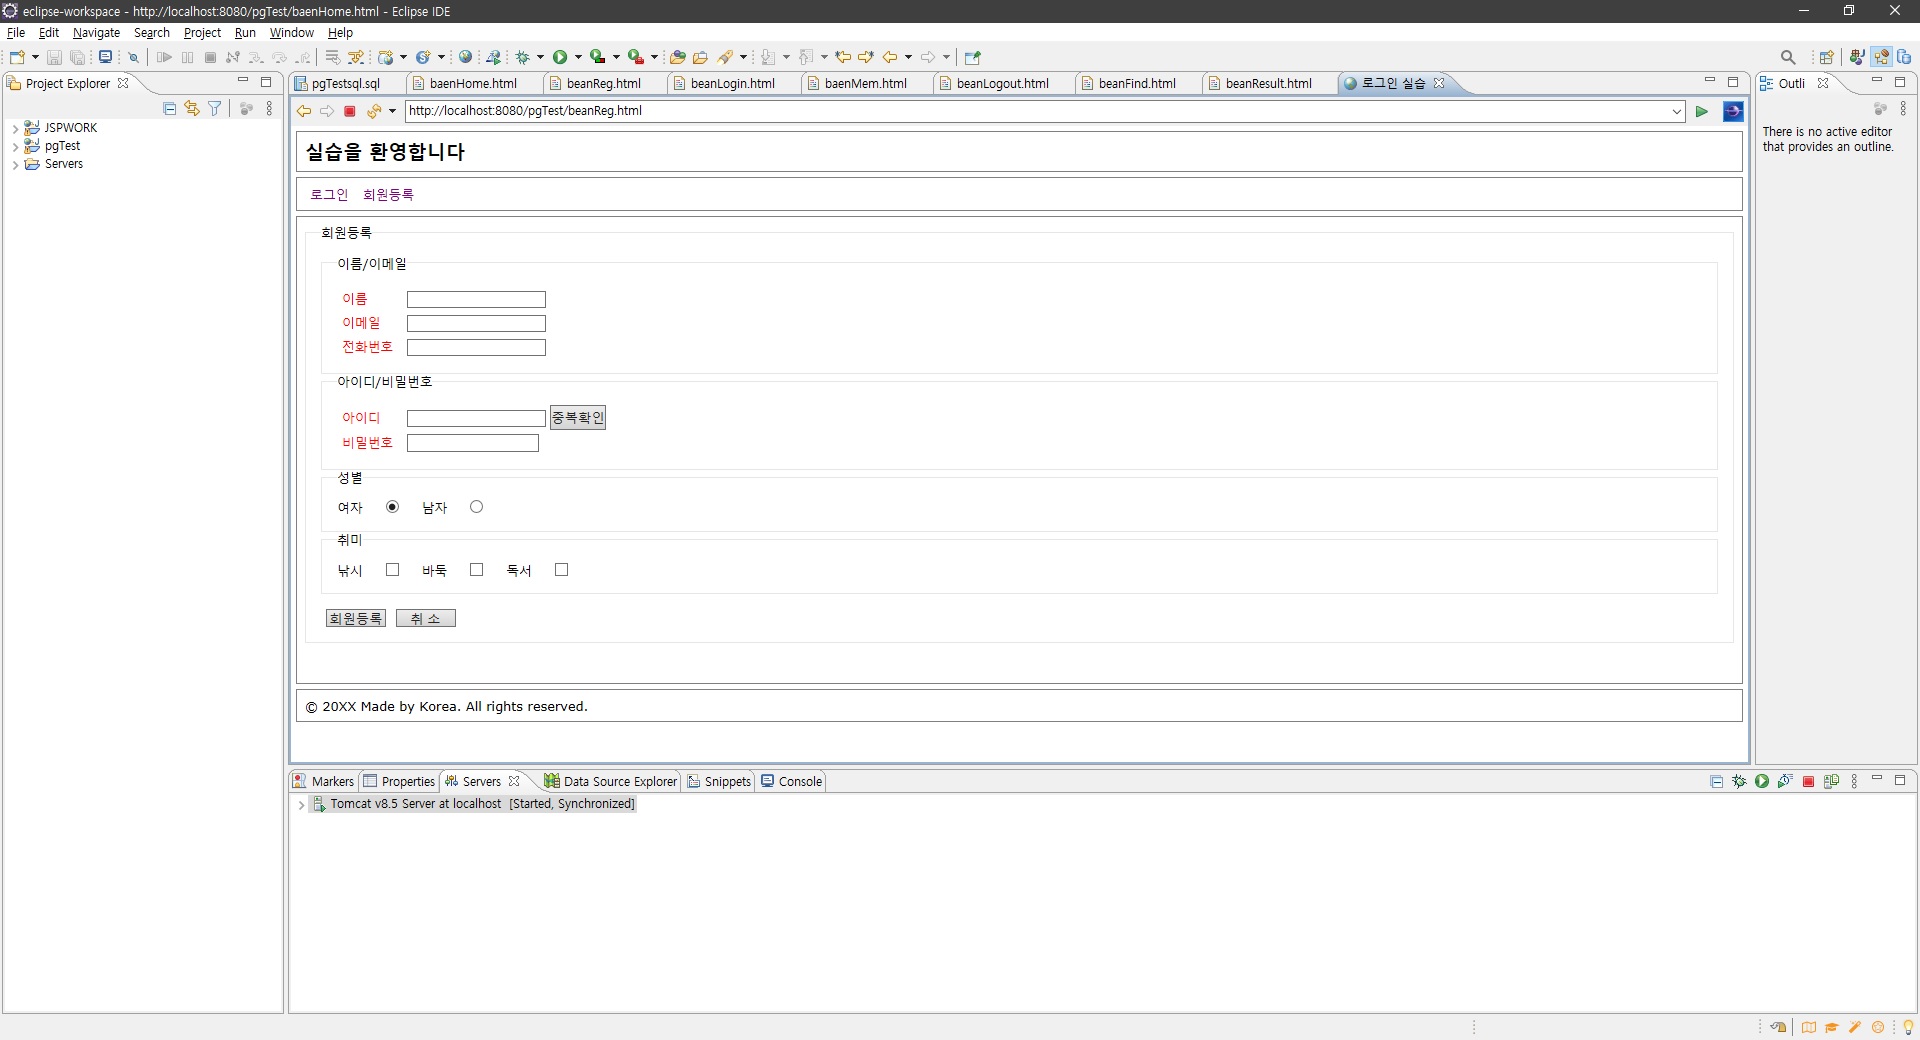 eclipse-workspace - http://localhost:8080/pgTest/baenHome.html - Eclipse IDE
File Edit Navigate Search Project Run Window Help
Project Explorer
JSPWORK
pgTest
Servers
pgTestsql.sql baenHome.html beanReg.html beanLogin.html baenMem.html beanLogout.html beanFind.html beanResult.html 로그인 실습
http://localhost:8080/pgTest/beanReg.html
실습을 환영합니다
로그인 회원등록
회원등록
이름/이메일
이름
이메일
전화번호
아이디/비밀번호
아이디 중복확인
비밀번호
성별
여자 남자
취미
낚시 바둑 독서
회원등록 취 소
© 20XX Made by Korea. All rights reserved.
Outli
There is no active editor
that provides an outline.
Markers Properties Servers Data Source Explorer Snippets Console
Tomcat v8.5 Server at localhost [Started, Synchronized]